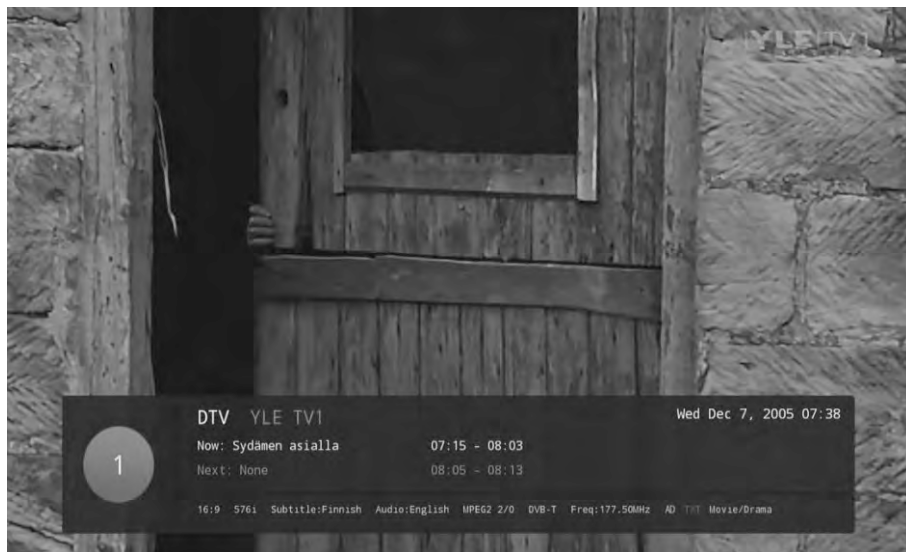 YLE TV1
DTV YLE TV1 Wed Dec 7, 2005 07:38
Now: Sydämen asialla 07:15 - 08:03
1
Next: None 08:05 - 08:13
16:9 576i Subtitle:Finnish Audio:English MPEG2 2/0 DVB-T Freq:177.50MHz AD TXT Movie/Drama